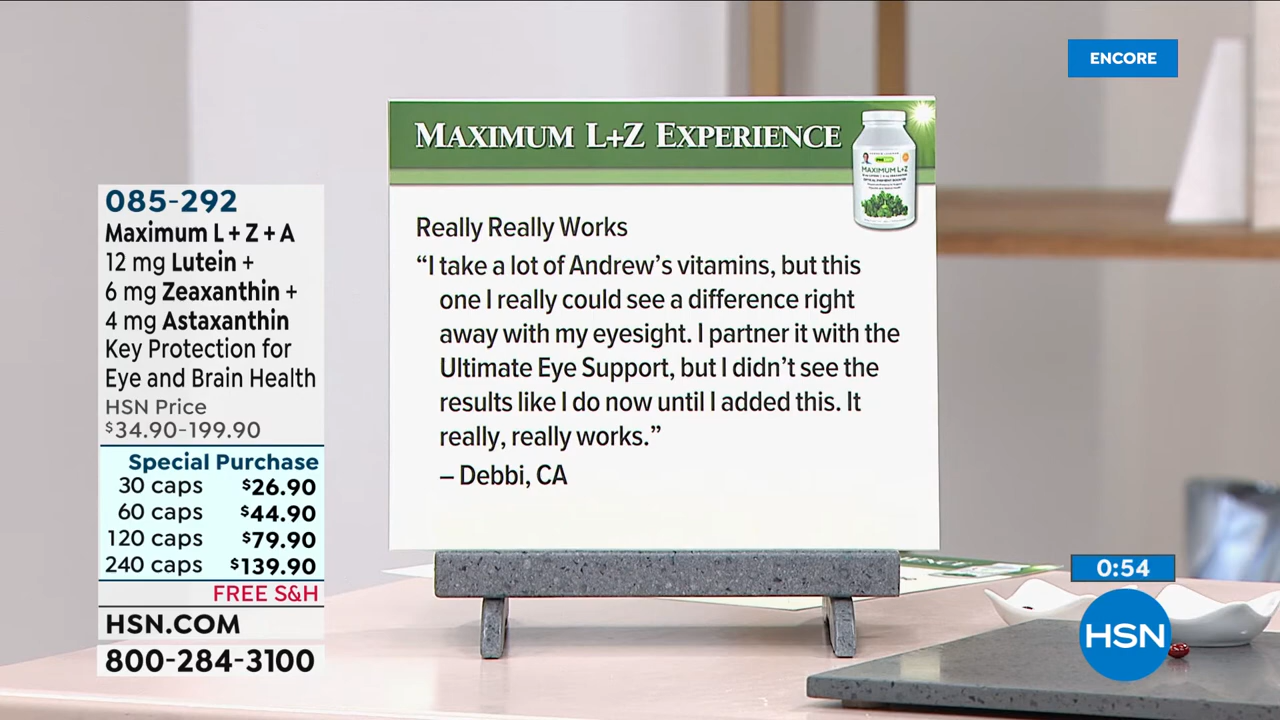 ENCORE
MAXIMUM L+Z EXPERIENCE
MAXIMUM L+Z
Really Really Works
“I take a lot of Andrew’s vitamins, but this
one I really could see a difference right
away with my eyesight. I partner it with the
Ultimate Eye Support, but I didn’t see the
results like I do now until I added this. It
really, really works.”
– Debbi, CA
085-292
Maximum L + Z + A
12 mg Lutein +
6 mg Zeaxanthin +
4 mg Astaxanthin
Key Protection for
Eye and Brain Health
HSN Price
$34.90-199.90
Special Purchase
30 caps $26.90
60 caps $44.90
120 caps $79.90
240 caps $139.90
FREE S&H
HSN.COM
800-284-3100
0:54
HSN